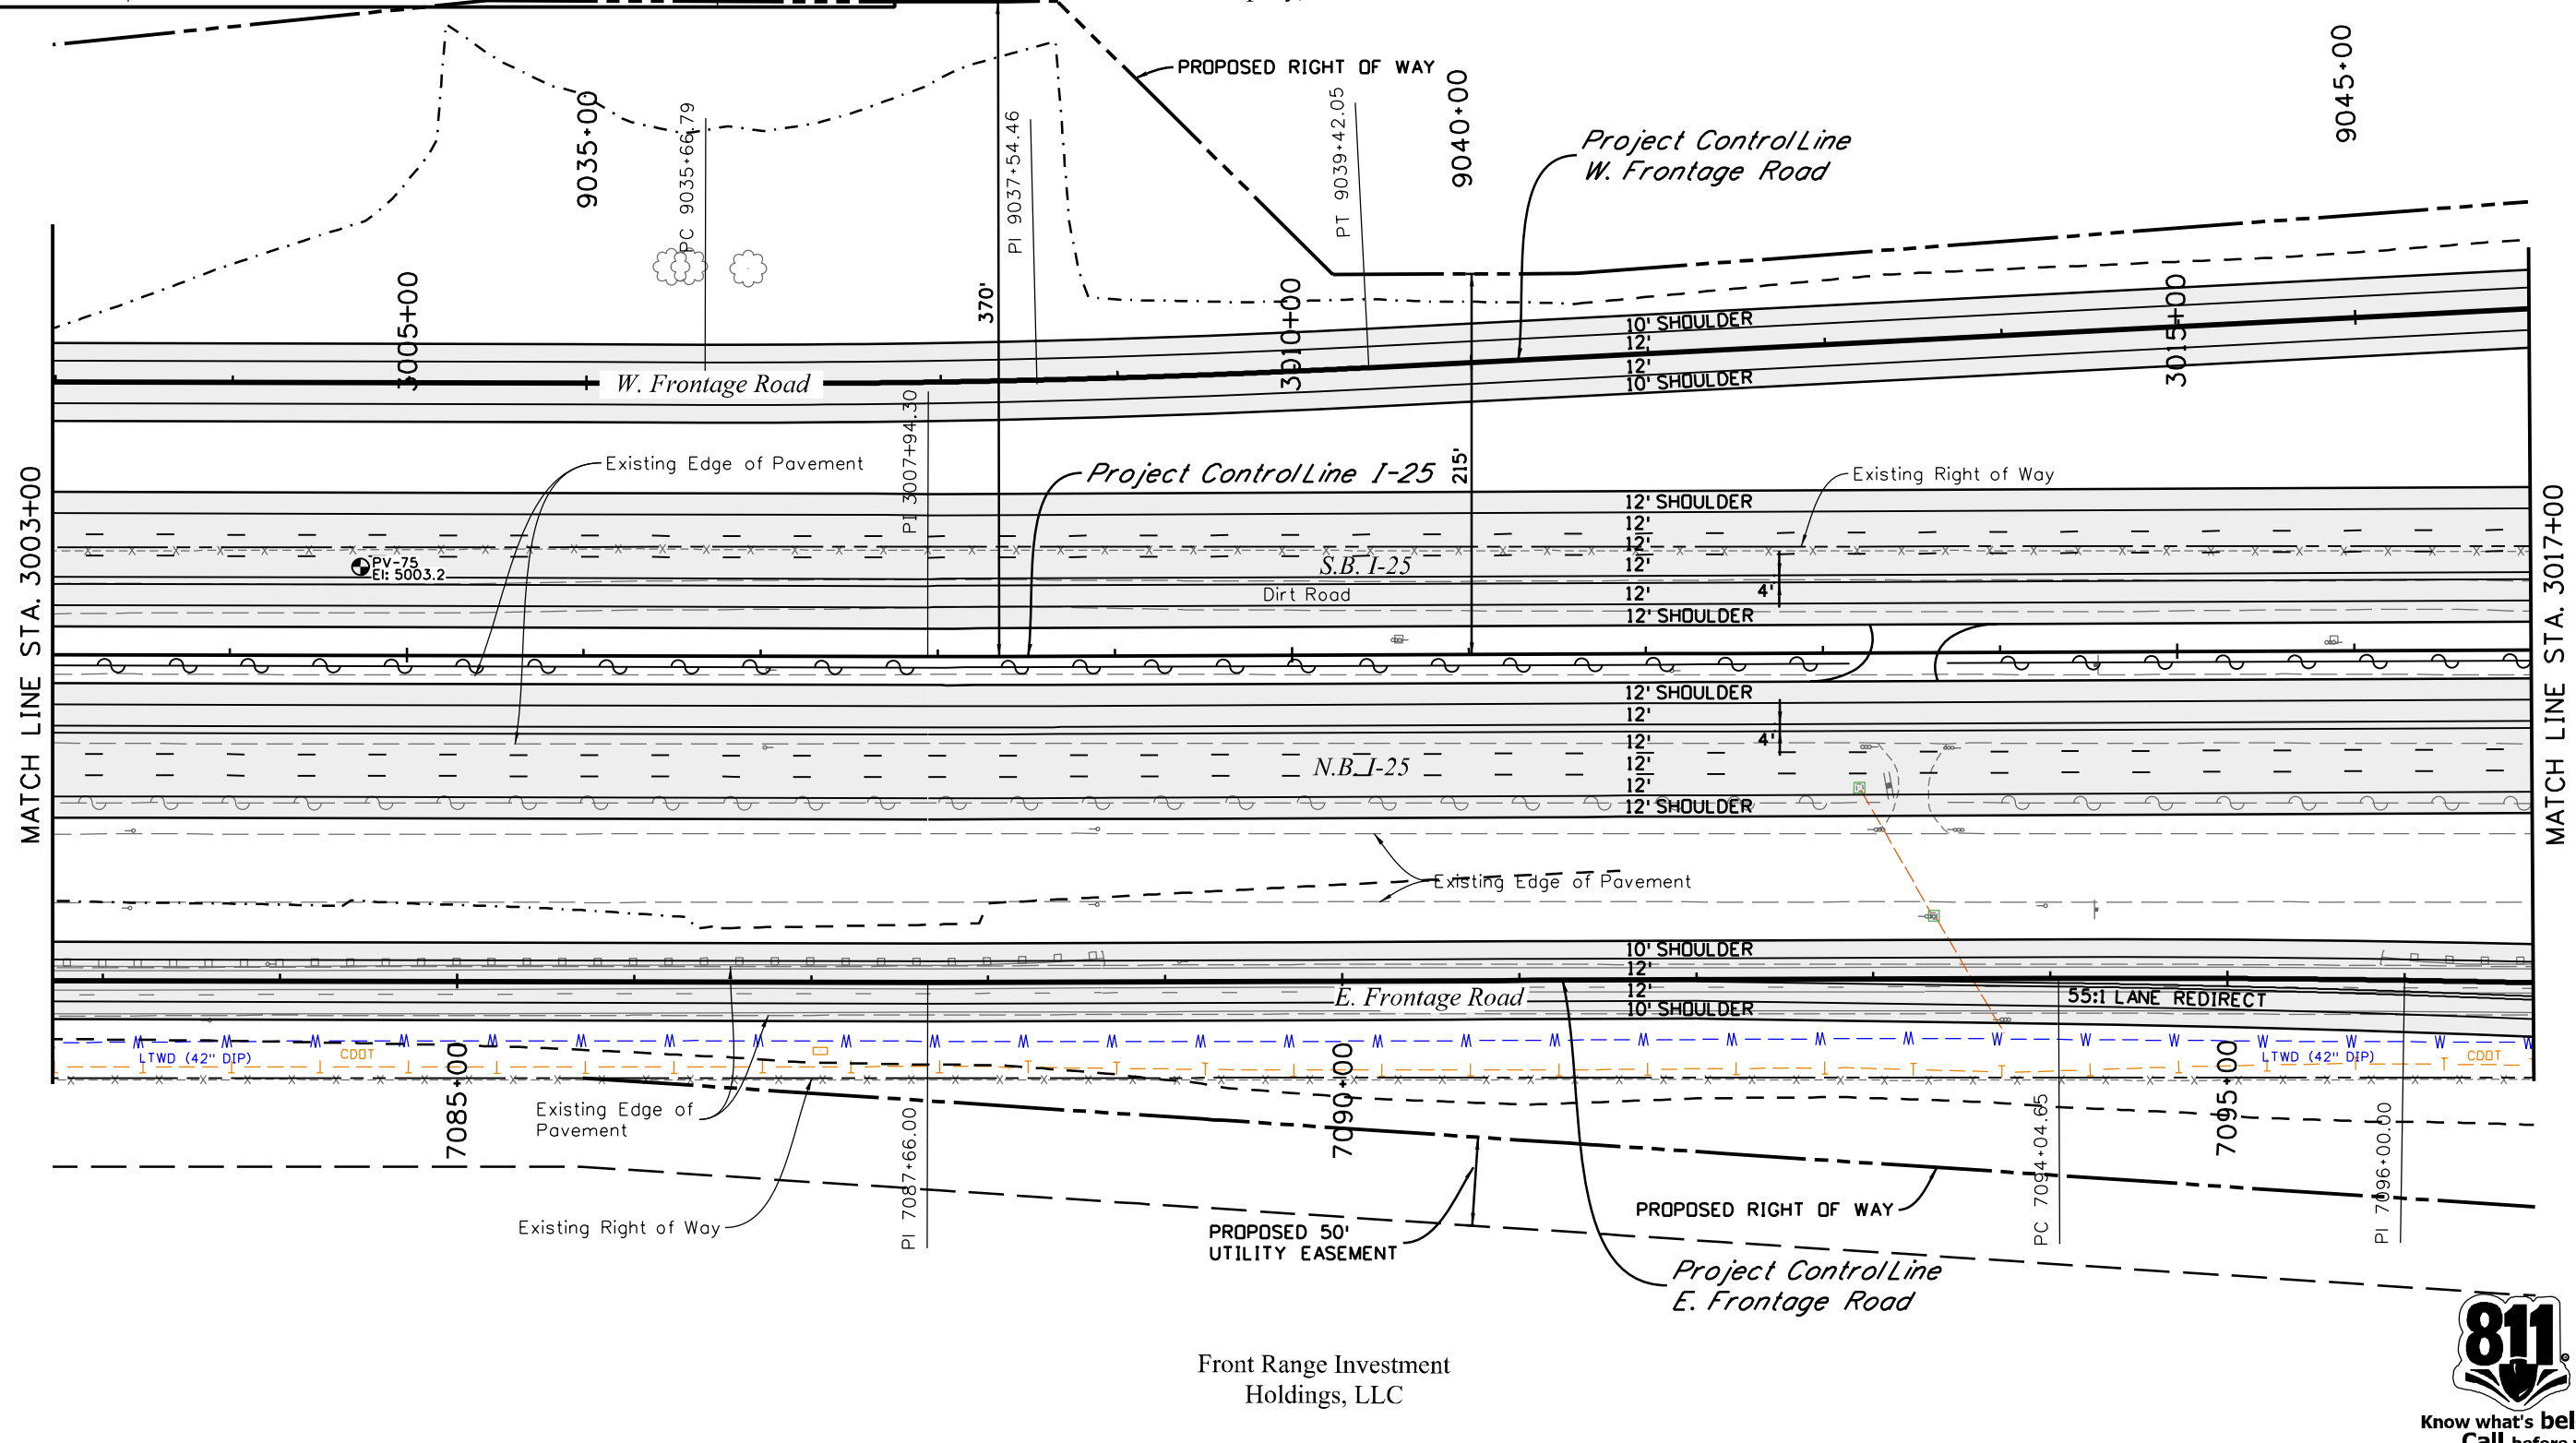 PROPOSED RIGHT OF WAY
9035+00
PC 9035+66.79
PI 9037+54.46
PT 9039+42.05
9040+00
9045+00
Project Control Line
W. Frontage Road
370'
3005+00
3010+00
3015+00
10' SHOULDER
12'
12'
10' SHOULDER
W. Frontage Road
PI 3007+94.30
Existing Edge of Pavement
Project Control Line I-25
215'
Existing Right of Way
MATCH LINE STA. 3003+00
MATCH LINE STA. 3017+00
12' SHOULDER
12'
12'
12'
PV-75
El: 5003.2
S.B. I-25
Dirt Road
12'
4'
12' SHOULDER
12' SHOULDER
12'
12'
4'
N.B. I-25
12'
12'
12' SHOULDER
Existing Edge of Pavement
10' SHOULDER
12'
E. Frontage Road
12'
10' SHOULDER
55:1 LANE REDIRECT
LTWD (42" DIP)
CDOT
LTWD (42" DIP)
CDOT
7085+00
7090+00
7095+00
Existing Edge of
Pavement
PI 7087+66.00
PC 7094+04.65
PI 7096+00.00
Existing Right of Way
PROPOSED 50'
UTILITY EASEMENT
PROPOSED RIGHT OF WAY
Project Control Line
E. Frontage Road
Front Range Investment
Holdings, LLC
811
Know what's bel
Call before